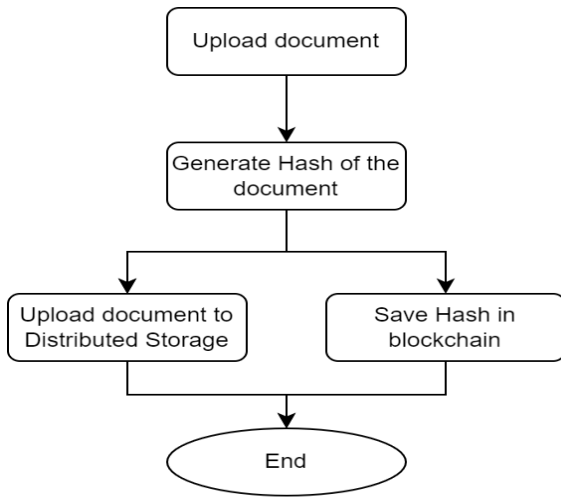 Upload document
Generate Hash of the
document
Upload document to
Distributed Storage
Save Hash in
blockchain
End